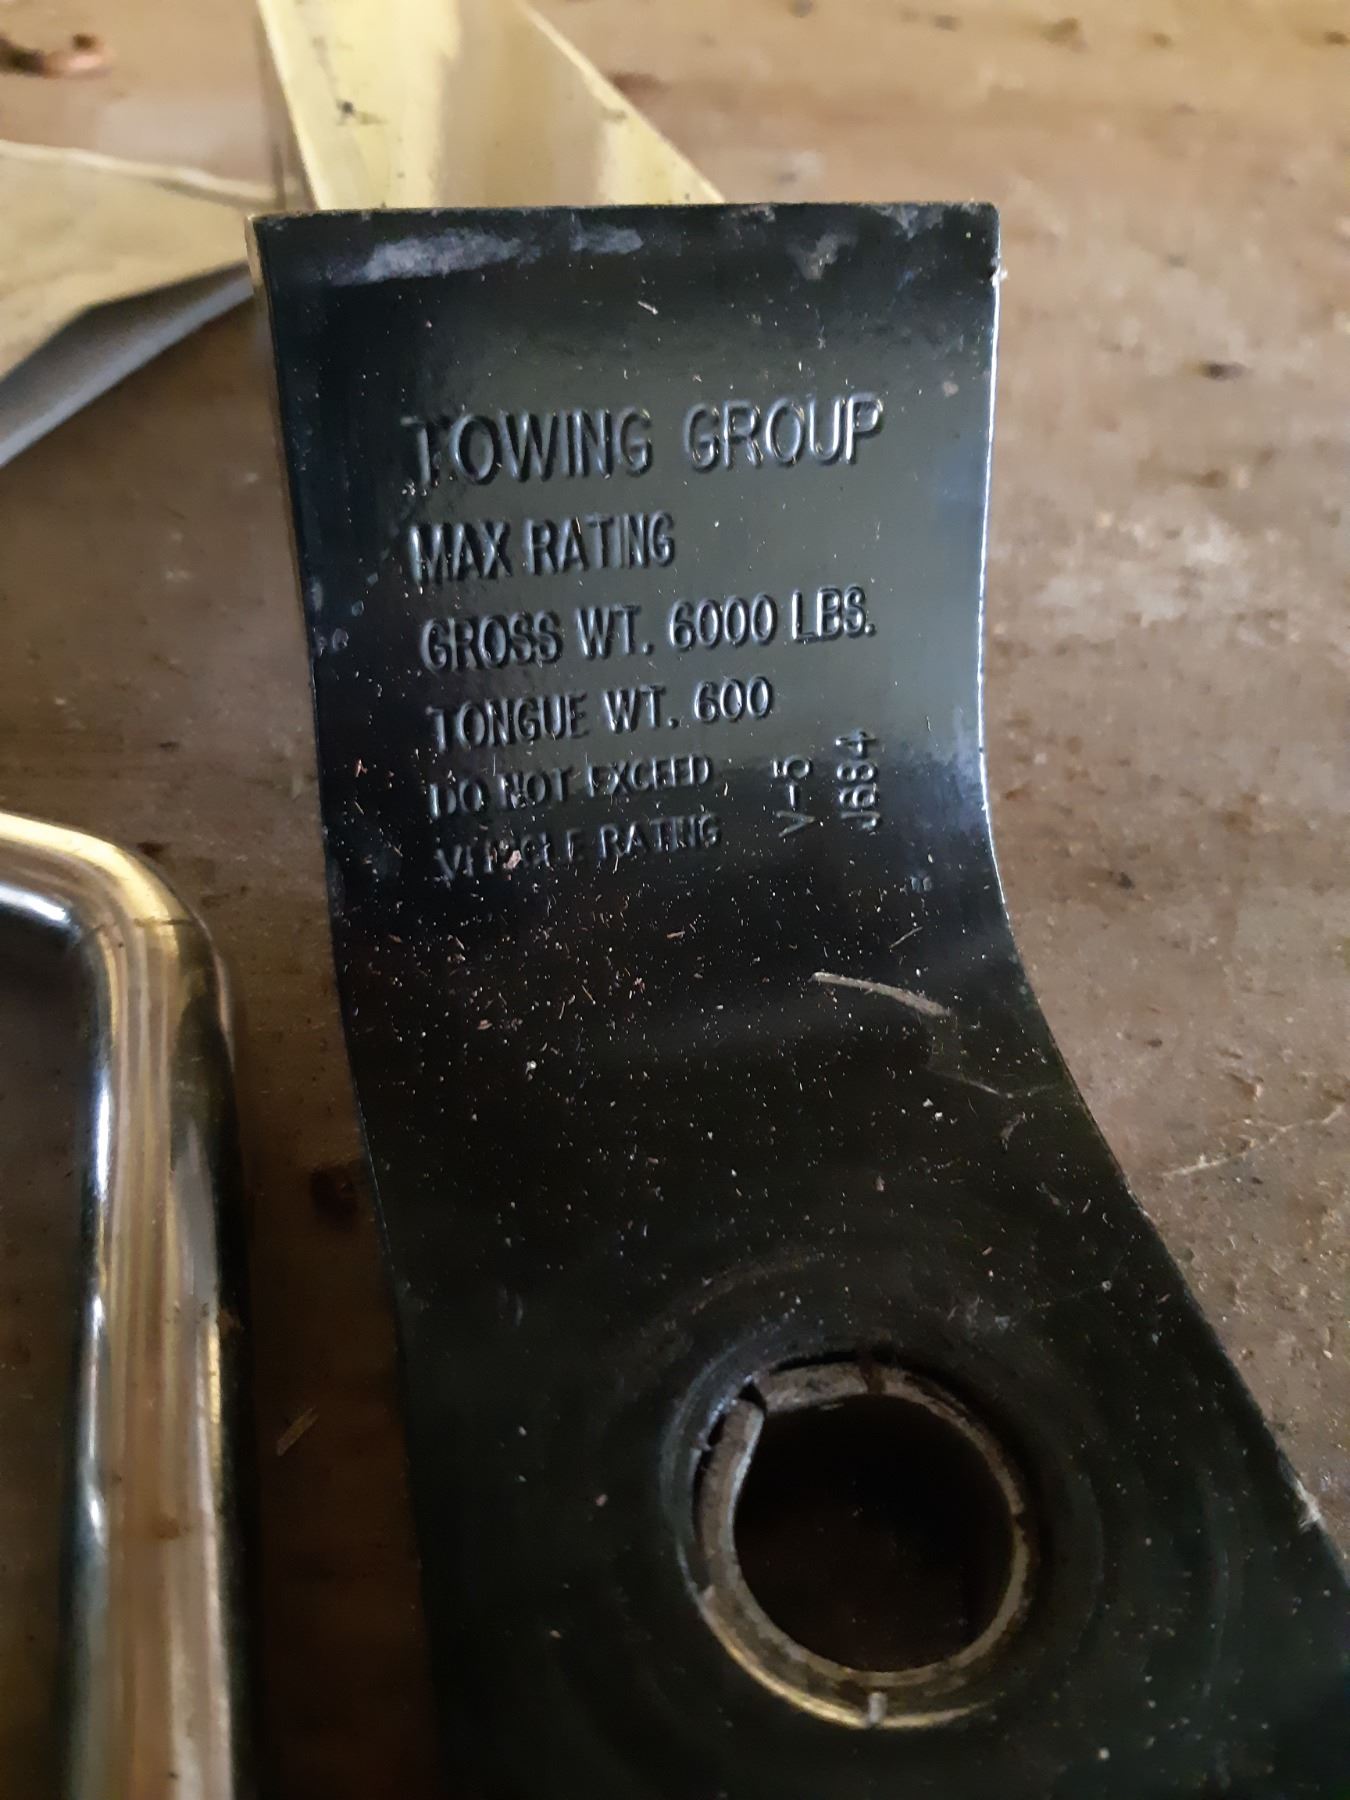 TOWING GROUP
MAX RATING
GROSS WT. 6000 LBS.
TONGUE WT. 600
DO NOT EXCEED
VEHICLE RATING
V-5
J684